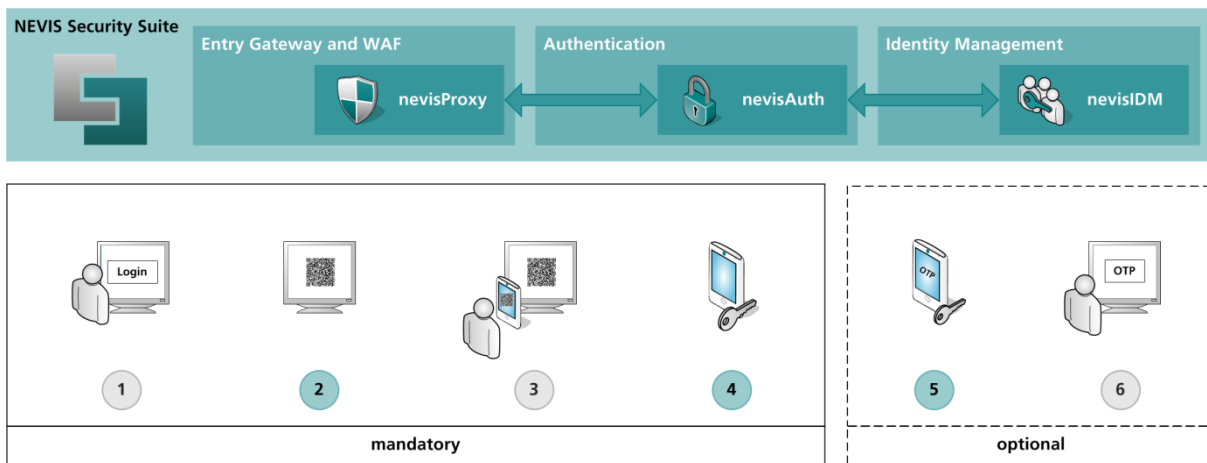 NEVIS Security Suite
Entry Gateway and WAF
Authentication
Identity Management
nevisProxy
nevisAuth
nevisIDM
Login
OTP
OTP
1
2
3
4
5
6
mandatory
optional